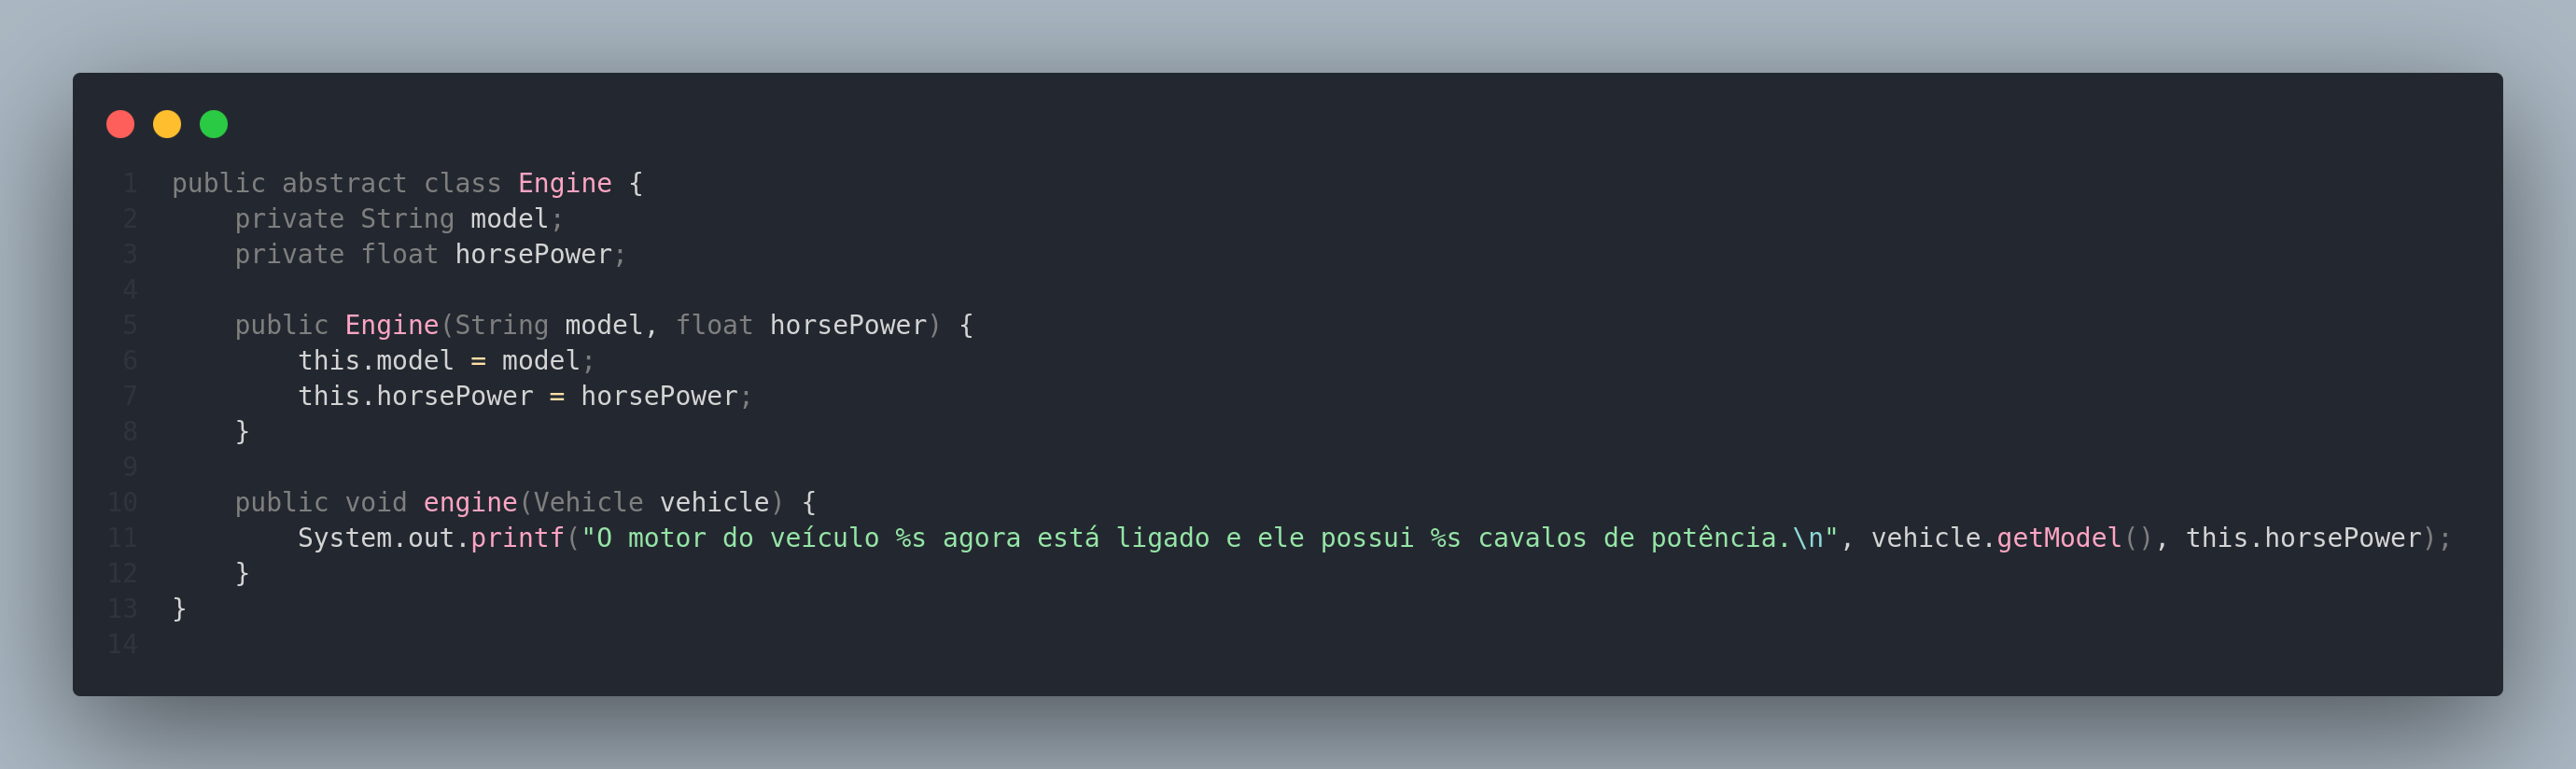 1 public abstract class Engine {
2     private String model;
3     private float horsePower;
4
5     public Engine(String model, float horsePower) {
6         this.model = model;
7         this.horsePower = horsePower;
8     }
9
10     public void engine(Vehicle vehicle) {
11         System.out.printf("O motor do veículo %s agora está ligado e ele possui %s cavalos de potência.\n", vehicle.getModel(), this.horsePower);
12     }
13 }
14